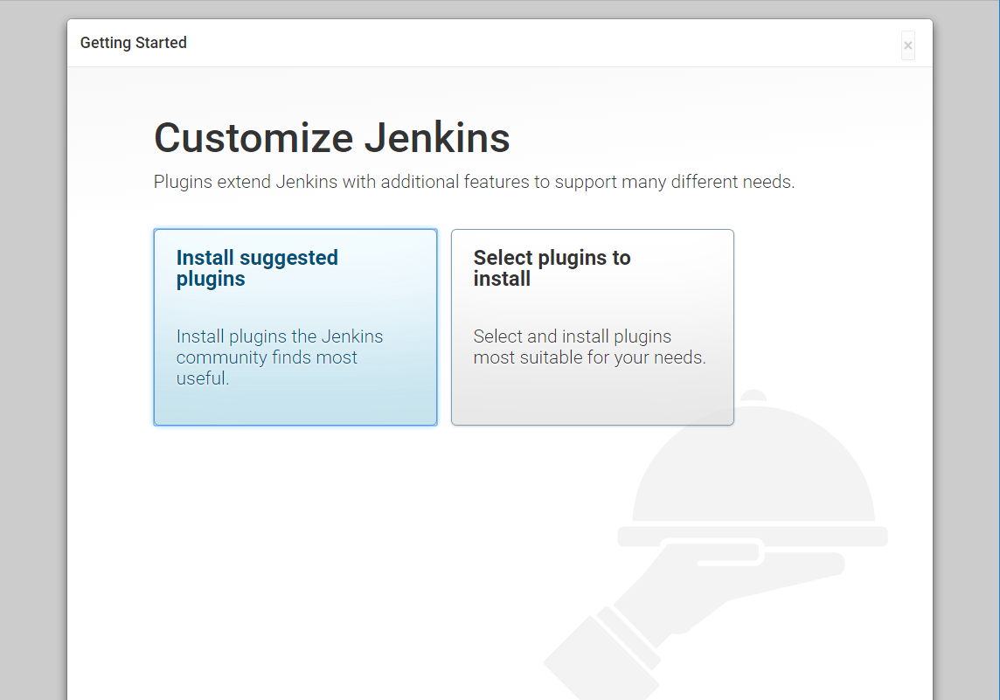 Getting Started
×
Customize Jenkins
Plugins extend Jenkins with additional features to support many different needs.
Install suggested
plugins
Install plugins the Jenkins
community finds most
useful.
Select plugins to
install
Select and install plugins
most suitable for your needs.